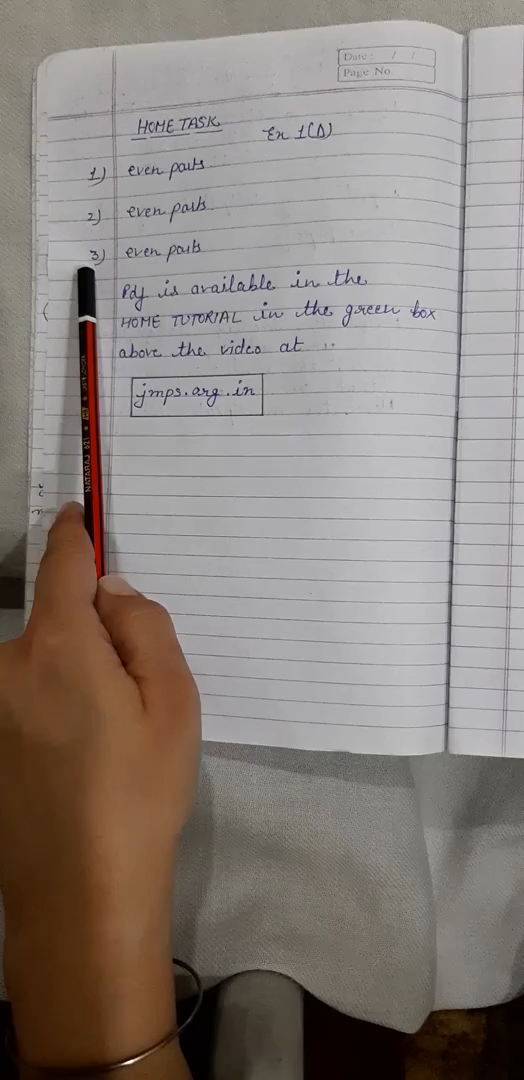 Date : / /
Page No.
HOME TASK
Ex 1(D)
1) even parts
2) even parts
3) even parts
Pdf is available in the
HOME TUTORIAL in the green box
above the video at
jmps.org.in
NATARAJ 621